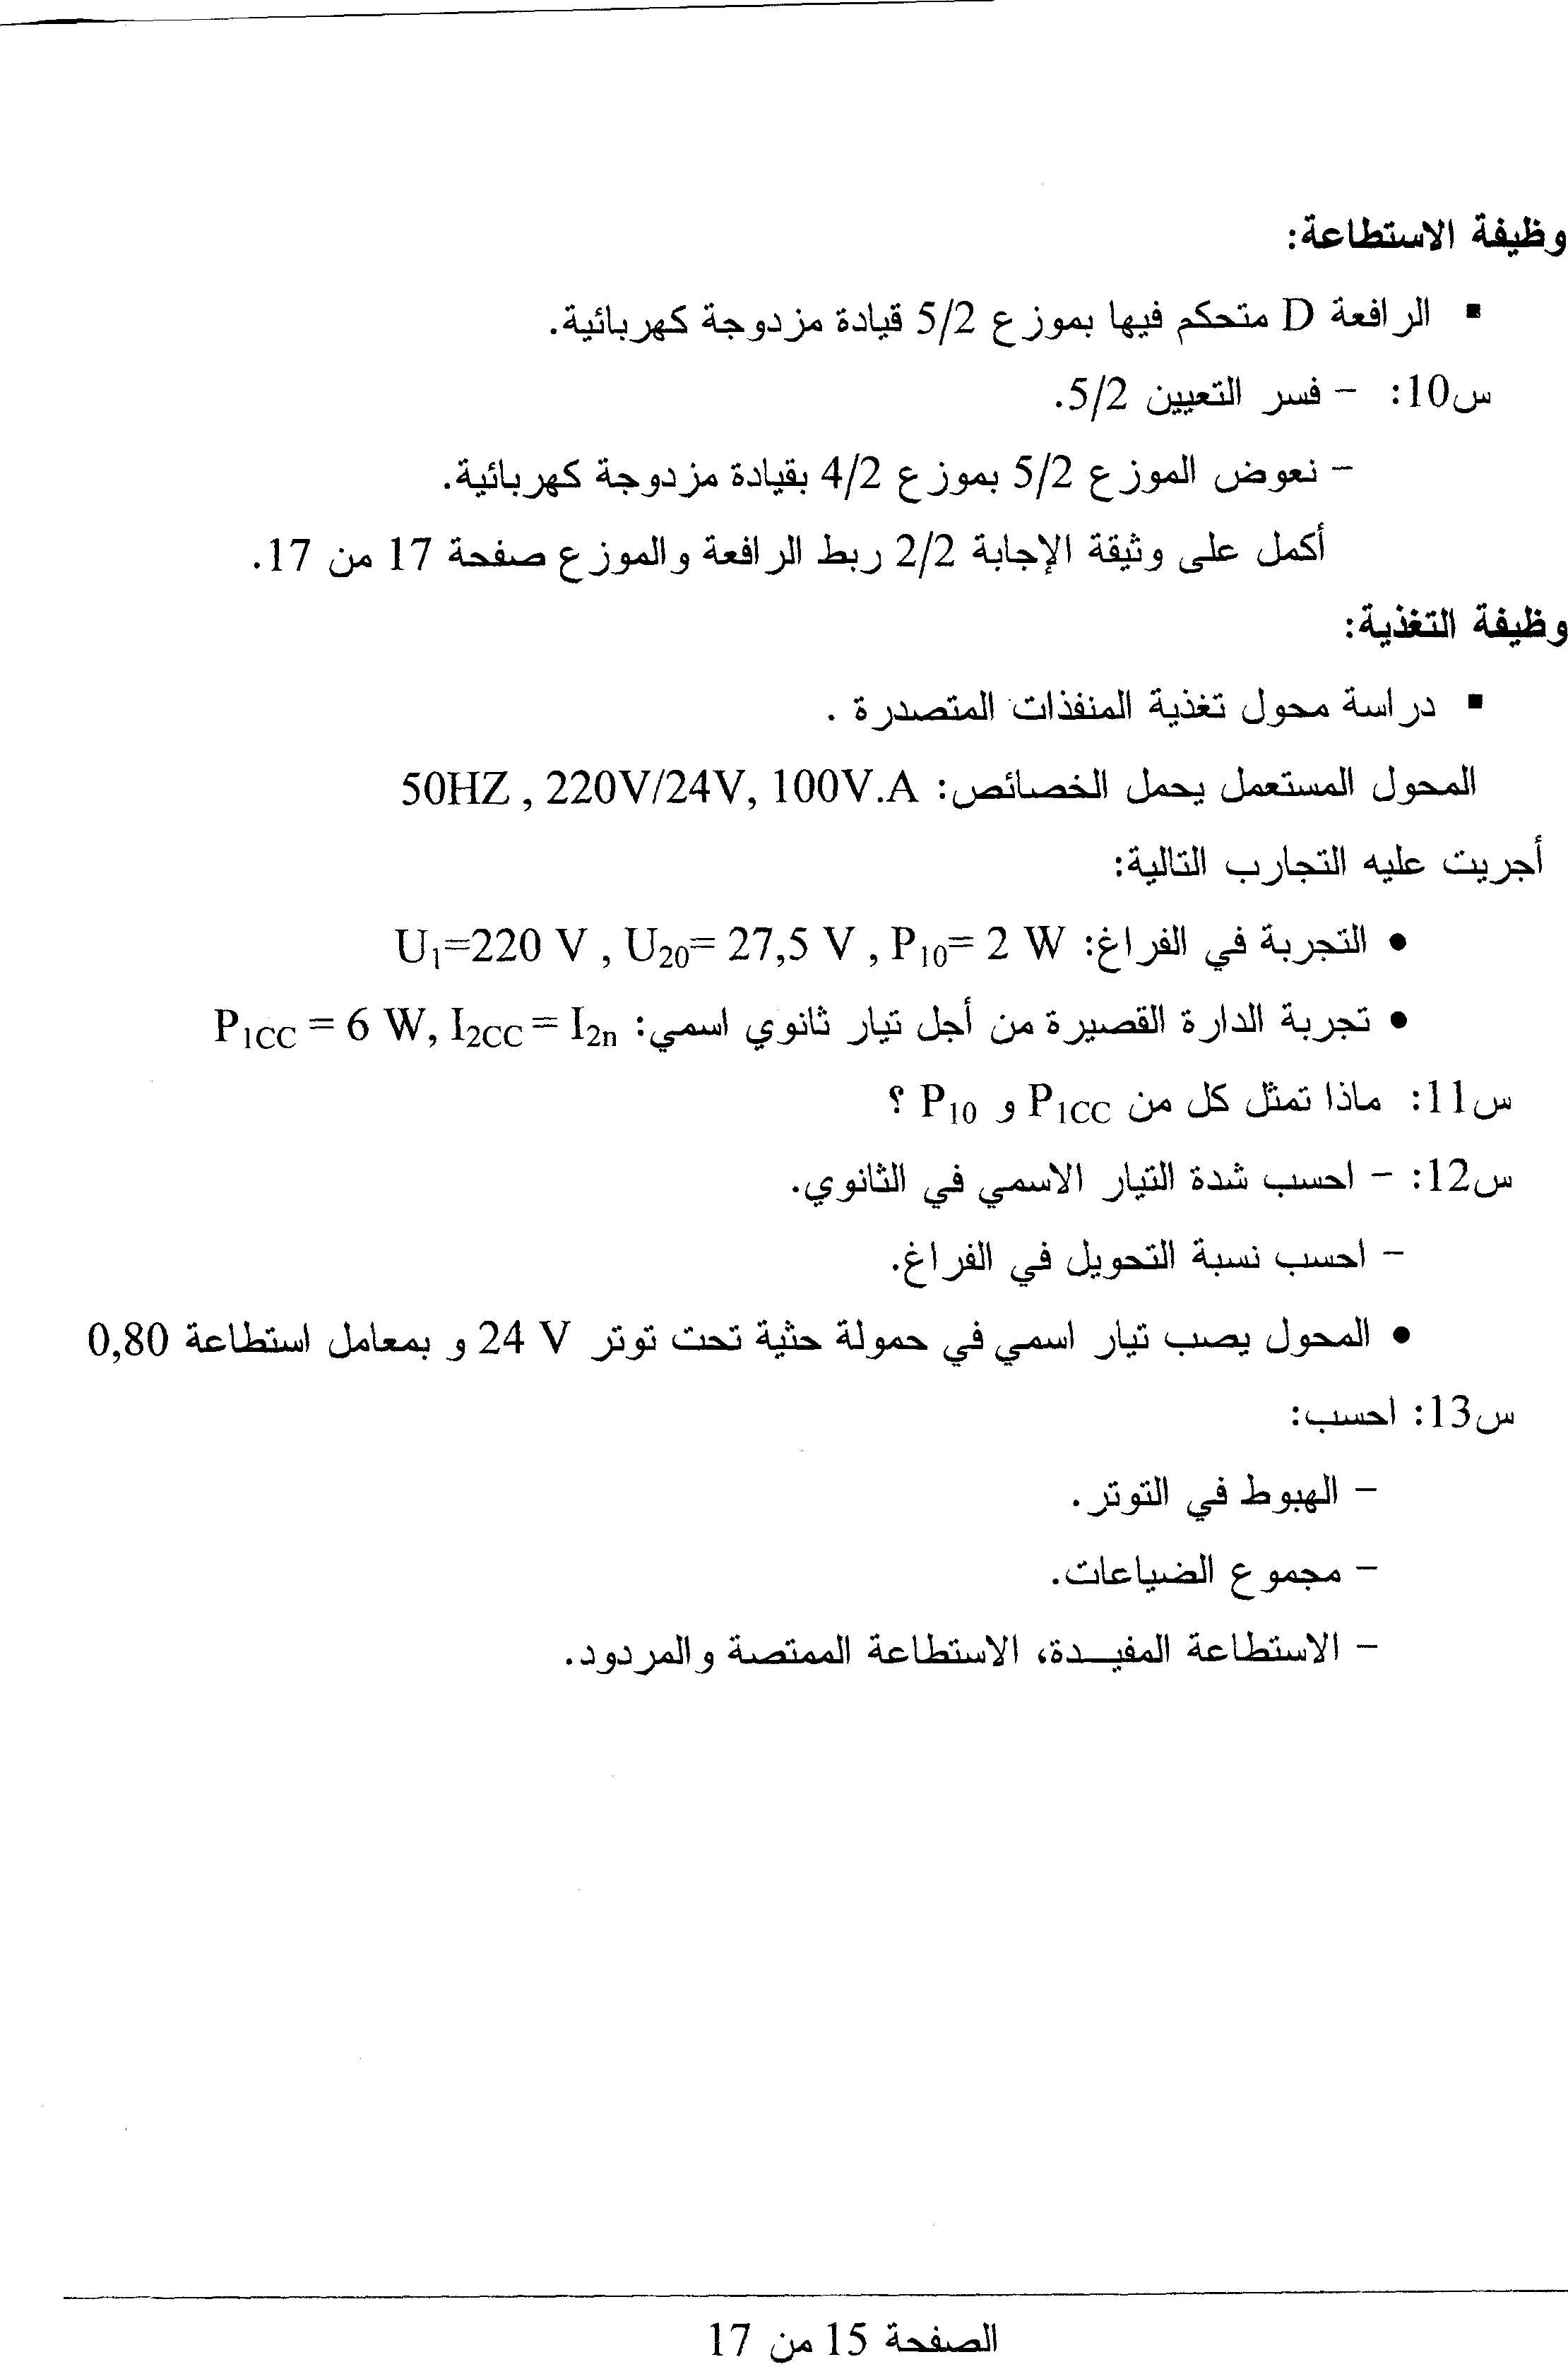 وظيفة الاستطاعة:
▪ الرافعة D متحكم فيها بموزع 5/2 قيادة مزدوجة كهربائية.
س10: – فسر التعيين 5/2.
– نعوض الموزع 5/2 بموزع 4/2 بقيادة مزدوجة كهربائية.
أكمل على وثيقة الإجابة 2/2 ربط الرافعة والموزع صفحة 17 من 17.
وظيفة التغذية:
▪ دراسة محول تغذية المنفذات المتصدرة .
المحول المستعمل يحمل الخصائص: 50HZ , 220V/24V, 100V.A
أجريت عليه التجارب التالية:
• التجربة في الفراغ: U₁=220 V , U₂₀= 27,5 V , P₁₀= 2 W
• تجربة الدارة القصيرة من أجل تيار ثانوي اسمي: P1CC = 6 W, I2CC = I2n
س11: ماذا تمثل كل من P1CC و P10 ؟
س12: – احسب شدة التيار الاسمي في الثانوي.
– احسب نسبة التحويل في الفراغ.
• المحول يصب تيار اسمي في حمولة حثية تحت توتر 24 V و بمعامل استطاعة 0,80
س13: احسب:
– الهبوط في التوتر.
– مجموع الضياعات.
– الاستطاعة المفيـــدة، الاستطاعة الممتصة والمردود.
الصفحة 15 من 17